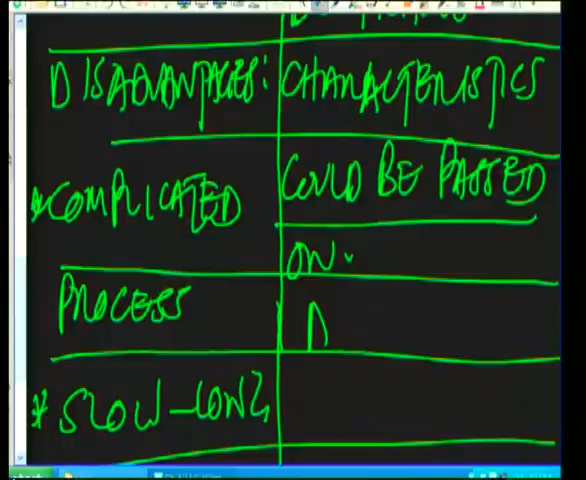 DISADVANTAGES: CHARACTERISTICS
*COMPLICATED COULD BE PASSED
ON.
PROCESS
*SLOW-LONG